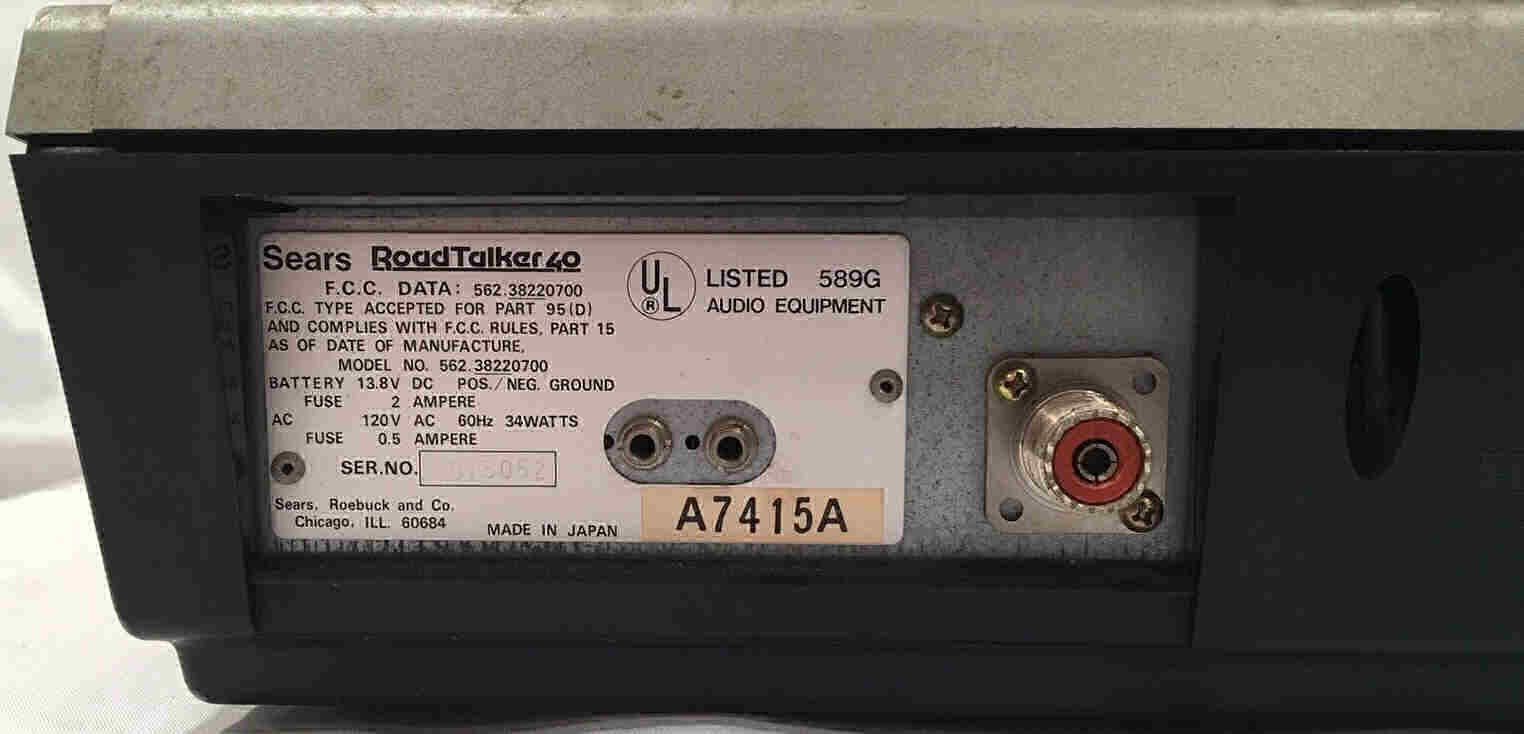 Sears RoadTalker 40
F.C.C. DATA: 562.38220700
F.C.C. TYPE ACCEPTED FOR PART 95(D)
AND COMPLIES WITH F.C.C. RULES, PART 15
AS OF DATE OF MANUFACTURE.
MODEL NO. 562.38220700
BATTERY 13.8V DC POS./NEG. GROUND
FUSE 2 AMPERE
AC 120V AC 60Hz 34WATTS
FUSE 0.5 AMPERE
SER.NO.
Sears, Roebuck and Co.
Chicago, ILL. 60684
MADE IN JAPAN
UL ®
LISTED 589G
AUDIO EQUIPMENT
A7415A